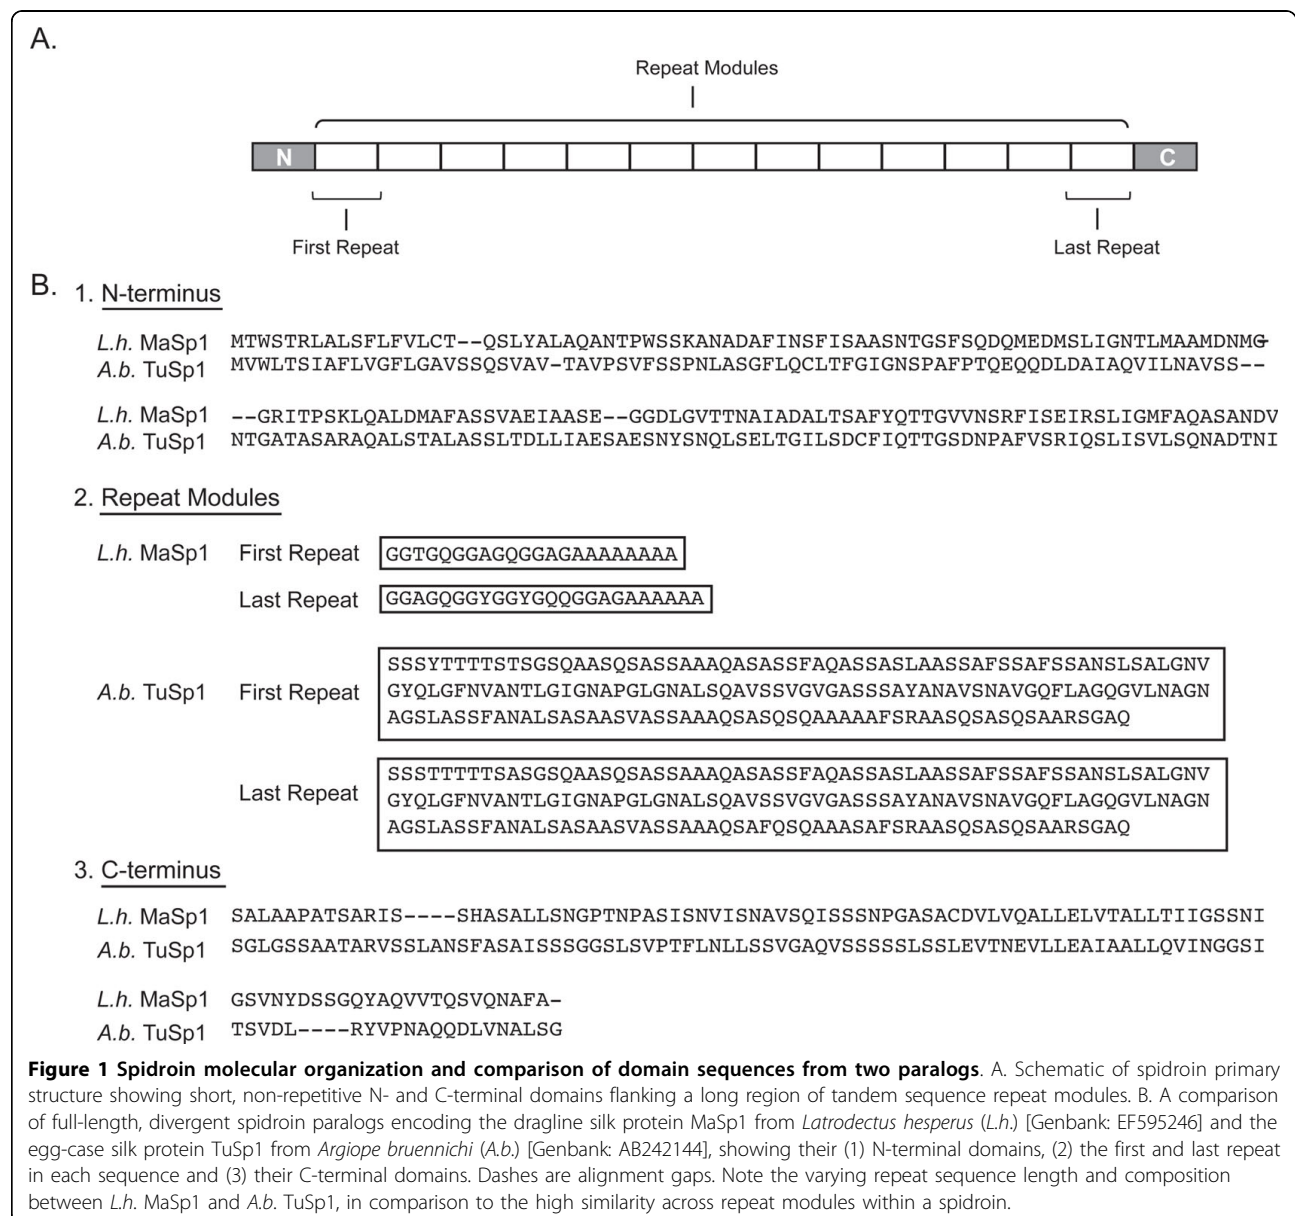 A.
Repeat Modules
N
C
First Repeat
Last Repeat
B.
1. N-terminus
L.h. MaSp1 MTWSTRLALSFLFVLCT--QSLYALAQANTPWSSKANADAFINSFISAASNTGSFSQDQMEDMSLIGNTLMAAMDNMG-
A.b. TuSp1 MVWLTSIAFLVGFLGAVSSQSVAV-TAVPSVFSSPNLASGFLQCLTFGIGNSPAFPTQEQQDLDAIAQVILNAVSS--
L.h. MaSp1 --GRITPSKLQALDMAFASSVAEIAASE--GGDLGVTTNAIADALTSAFYQTTGVVNSRFISEIRSLIGMFAQASANDV
A.b. TuSp1 NTGATASARAQALSTALASSLTDLLIAESAESNYSNQLSELTGILSDCFIQTTGSDNPAFVSRIQSLISVLSQNADTNI
2. Repeat Modules
L.h. MaSp1 First Repeat GGTGQGGAGQGGAGAAAAAAAA
Last Repeat GGAGQGGYGGYGQQGGAGAAAAAA
SSSYTTTTSTSGSQAASQSASSAAAQASASSFAQASSASLAASSAFSSAFSSANSLSALGNV
A.b. TuSp1 First Repeat GYQLGFNVANTLGIGNAPGLGNALSQAVSSVGVGASSSAYANAVSNAVGQFLAGQGVLNAGN
AGSLASSFANALSASAASVASSAAAQSASQSQAAAAAFSRAASQSASQSAARSGAQ
SSSTTTTTSASGSQAASQSASSAAAQASASSFAQASSASLAASSAFSSAFSSANSLSALGNV
Last Repeat GYQLGFNVANTLGIGNAPGLGNALSQAVSSVGVGASSSAYANAVSNAVGQFLAGQGVLNAGN
AGSLASSFANALSASAASVASSAAAQSAFQSQAAASAFSRAASQSASQSAARSGAQ
3. C-terminus
L.h. MaSp1 SALAAPATSARIS----SHASALLSNGPTNPASISNVISNAVSQISSSNPGASACDVLVQALLELVTALLTIIGSSNI
A.b. TuSp1 SGLGSSAATARVSSLANSFASAISSSGGSLSVPTFLNLLSSVGAQVSSSSSLSSLEVTNEVLLEAIAALLQVINGGSI
L.h. MaSp1 GSVNYDSSGQYAQVVTQSVQNAFA-
A.b. TuSp1 TSVDL----RYVPNAQQDLVNALSG
Figure 1 Spidroin molecular organization and comparison of domain sequences from two paralogs. A. Schematic of spidroin primary
structure showing short, non-repetitive N- and C-terminal domains flanking a long region of tandem sequence repeat modules. B. A comparison
of full-length, divergent spidroin paralogs encoding the dragline silk protein MaSp1 from Latrodectus hesperus (L.h.) [Genbank: EF595246] and the
egg-case silk protein TuSp1 from Argiope bruennichi (A.b.) [Genbank: AB242144], showing their (1) N-terminal domains, (2) the first and last repeat
in each sequence and (3) their C-terminal domains. Dashes are alignment gaps. Note the varying repeat sequence length and composition
between L.h. MaSp1 and A.b. TuSp1, in comparison to the high similarity across repeat modules within a spidroin.